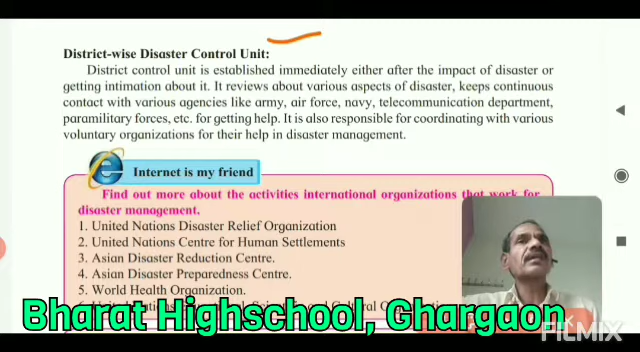 District-wise Disaster Control Unit:
District control unit is established immediately either after the impact of disaster or
getting intimation about it. It reviews about various aspects of disaster, keeps continuous
contact with various agencies like army, air force, navy, telecommunication department,
paramilitary forces, etc. for getting help. It is also responsible for coordinating with various
voluntary organizations for their help in disaster management.
Internet is my friend
Find out more about the activities international organizations that work for
disaster management.
1. United Nations Disaster Relief Organization
2. United Nations Centre for Human Settlements
3. Asian Disaster Reduction Centre.
4. Asian Disaster Preparedness Centre.
5. World Health Organization.
Bharat Highschool, Ghargaon
FILMIX